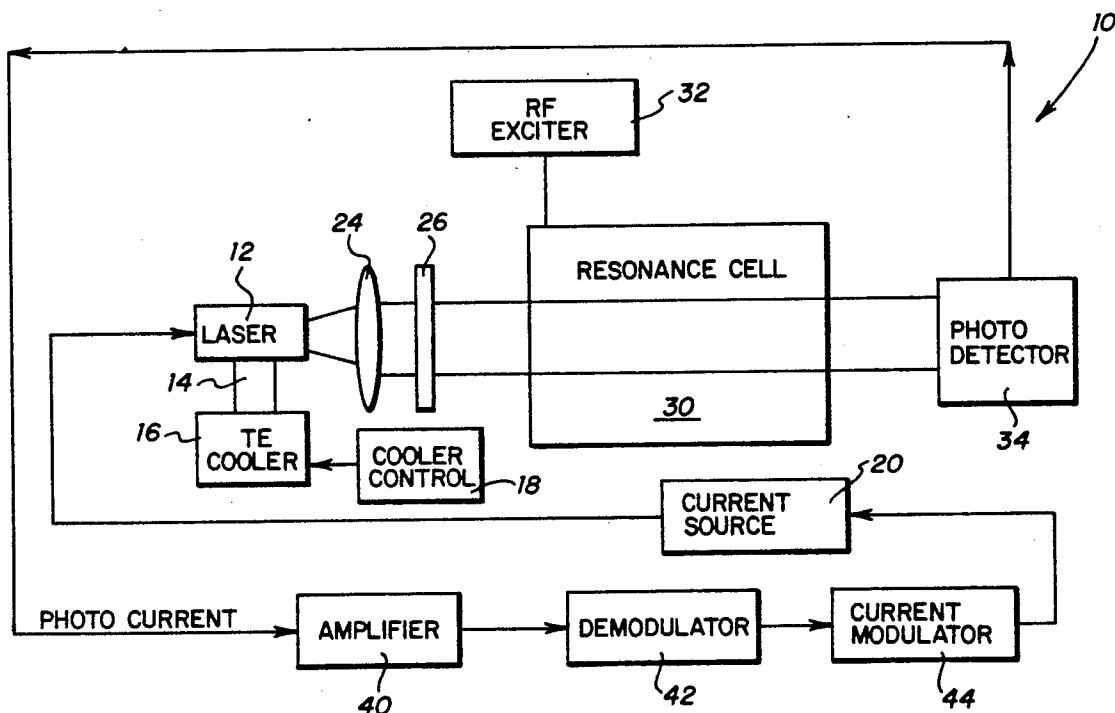 10
RF
EXCITER
32
24
26
12
RESONANCE CELL
LASER
PHOTO
DETECTOR
14
30
34
16
TE
COOLER
COOLER
CONTROL
18
20
CURRENT
SOURCE
PHOTO CURRENT
AMPLIFIER
DEMODULATOR
CURRENT
MODULATOR
40
42
44